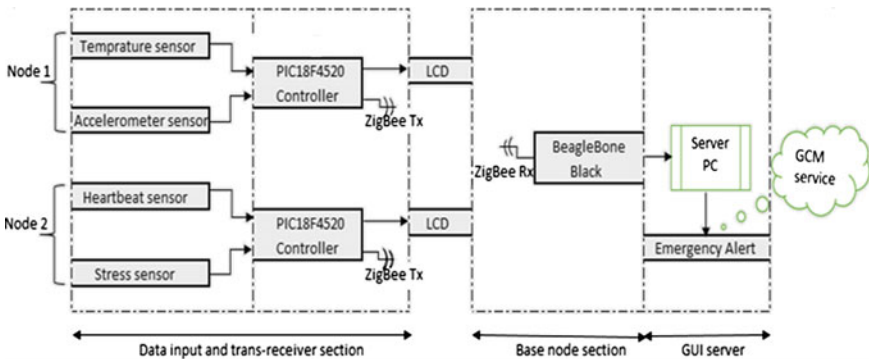 Node 1
Temprature sensor
Accelerometer sensor
PIC18F4520
Controller
ZigBee Tx
LCD
Node 2
Heartbeat sensor
Stress sensor
PIC18F4520
Controller
ZigBee Tx
LCD
ZigBee Rx
BeagleBone
Black
Server
PC
GCM
service
Emergency Alert
Data input and trans-receiver section
Base node section
GUI server